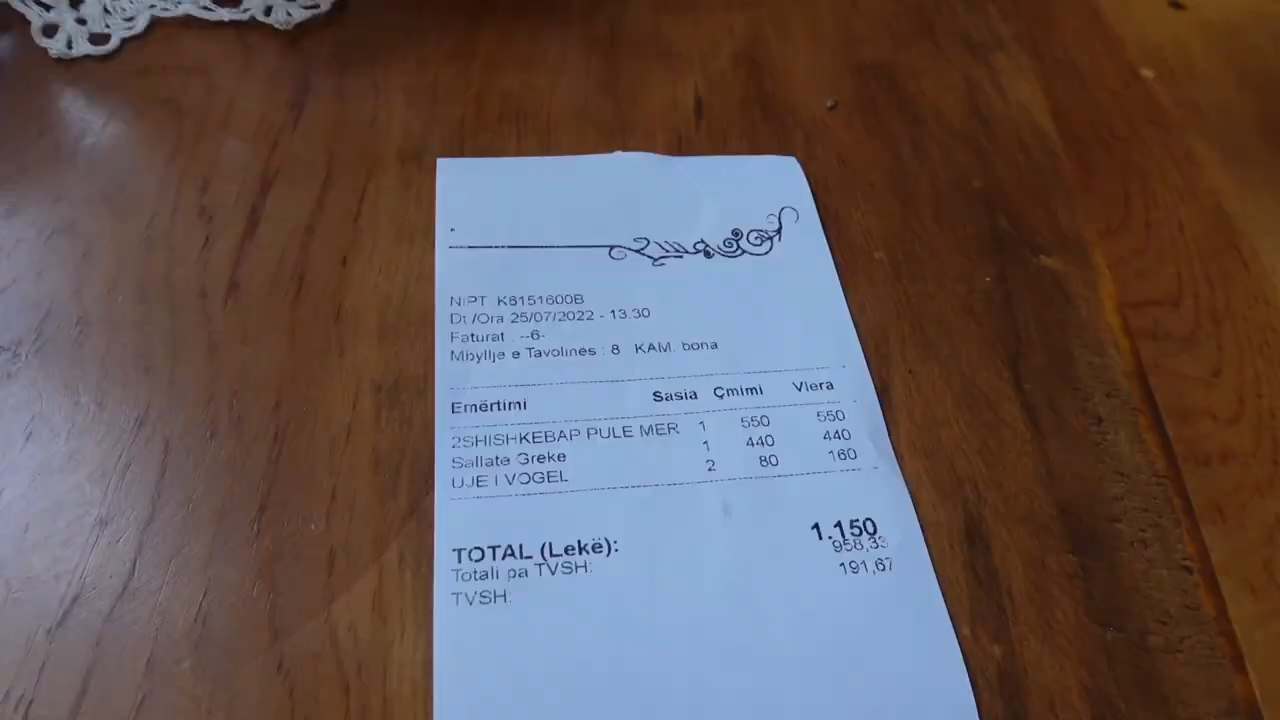 NIPT K6151600B
Dt /Ora 25/07/2022 - 13.30
Faturat : --6-
Mbyllje e Tavolinës : 8 KAM. bona
Emërtimi Sasia Çmimi Vlera
2SHISHKEBAP PULE MER 1 550 550
Sallate Greke 1 440 440
UJE I VOGEL 2 80 160
TOTAL (Lekë): 1.150
Totali pa TVSH: 958,33
TVSH: 191,67